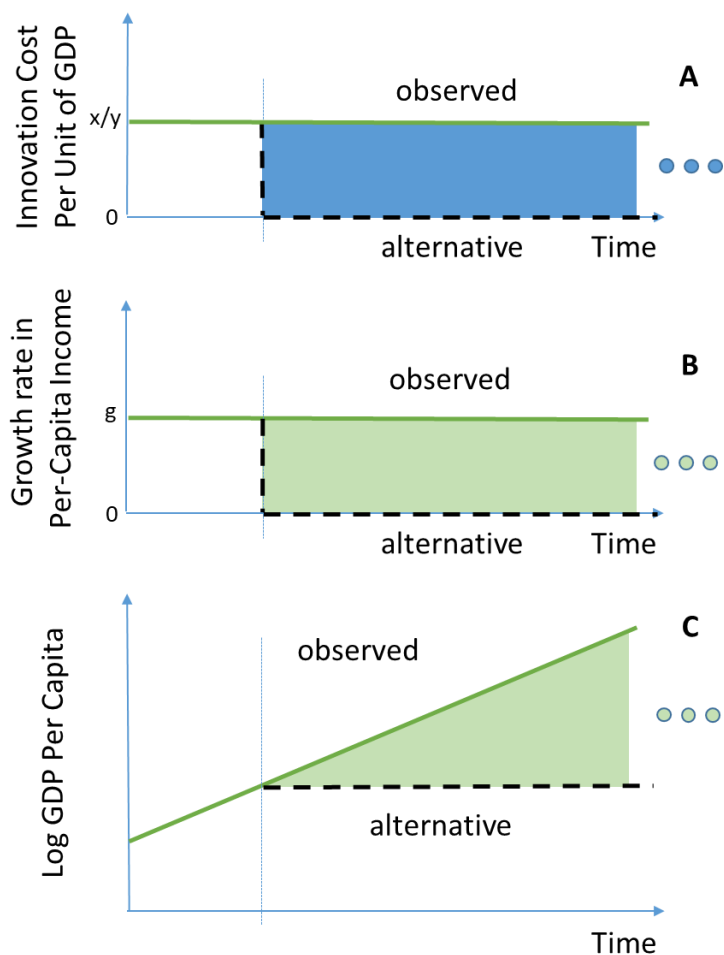 Innovation Cost
Per Unit of GDP
x/y
0
observed
A
alternative
Time
Growth rate in
Per-Capita Income
g
0
observed
B
alternative
Time
Log GDP Per Capita
observed
C
alternative
Time